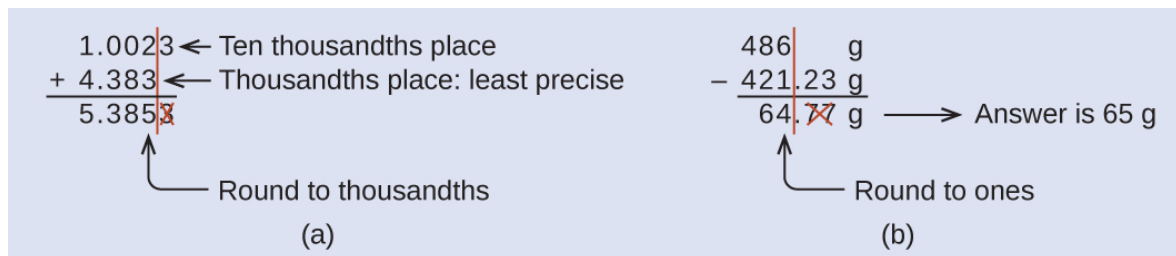 1.0023 Ten thousandths place
+ 4.383 Thousandths place: least precise
5.3853
Round to thousandths
(a)
486 g
− 421.23 g
64.77 g Answer is 65 g
Round to ones
(b)